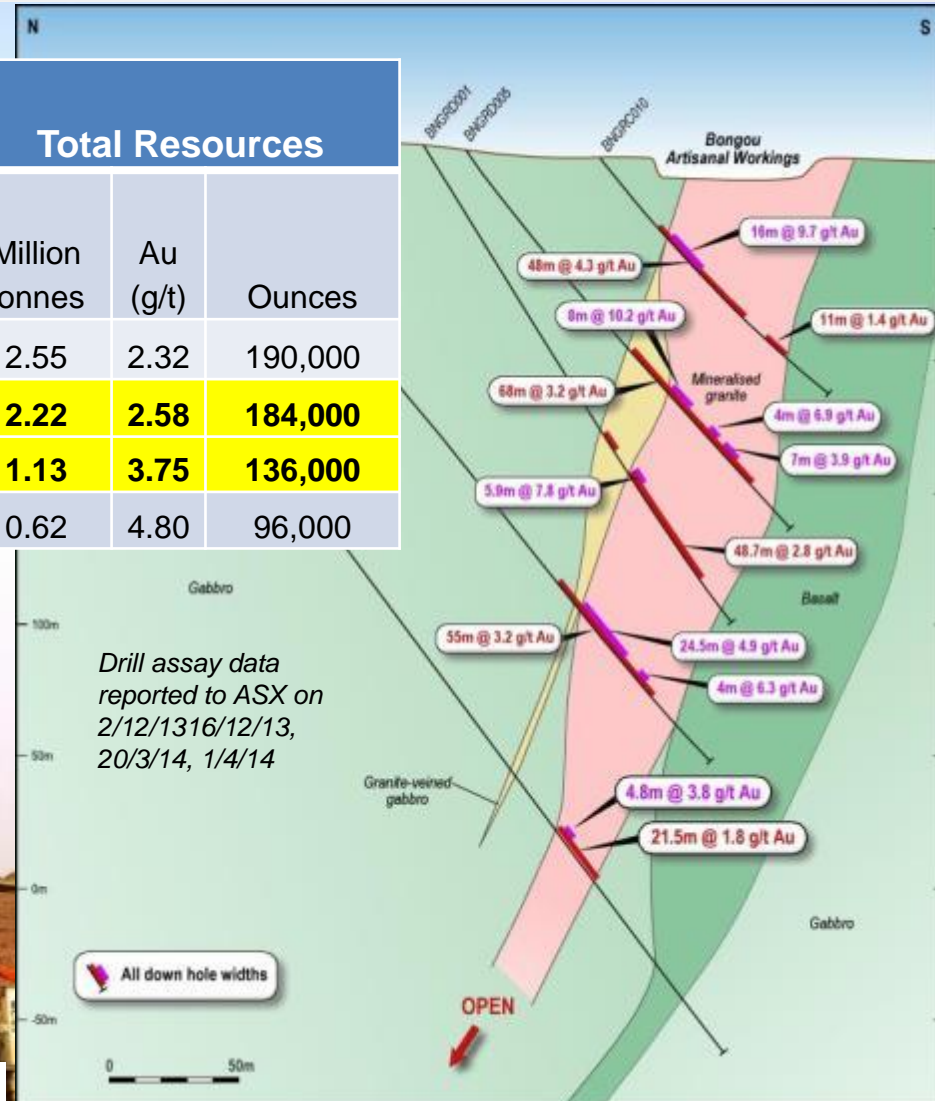 N
S
BNGRD001
BNGRD005
BNGRC010
Bongou
Artisanal Workings
Total Resources
Million
onnes
Au
(g/t)
Ounces
2.55 2.32 190,000
2.22 2.58 184,000
1.13 3.75 136,000
0.62 4.80 96,000
16m @ 9.7 g/t Au
48m @ 4.3 g/t Au
8m @ 10.2 g/t Au
11m @ 1.4 g/t Au
68m @ 3.2 g/t Au
Mineralised
granite
4m @ 6.9 g/t Au
7m @ 3.9 g/t Au
5.9m @ 7.8 g/t Au
48.7m @ 2.8 g/t Au
Gabbro
Basalt
100m
55m @ 3.2 g/t Au
24.5m @ 4.9 g/t Au
4m @ 6.3 g/t Au
Drill assay data
reported to ASX on
2/12/1316/12/13,
20/3/14, 1/4/14
50m
Granite-veined
gabbro
4.8m @ 3.8 g/t Au
21.5m @ 1.8 g/t Au
0m
Gabbro
All down hole widths
OPEN
-50m
0 50m